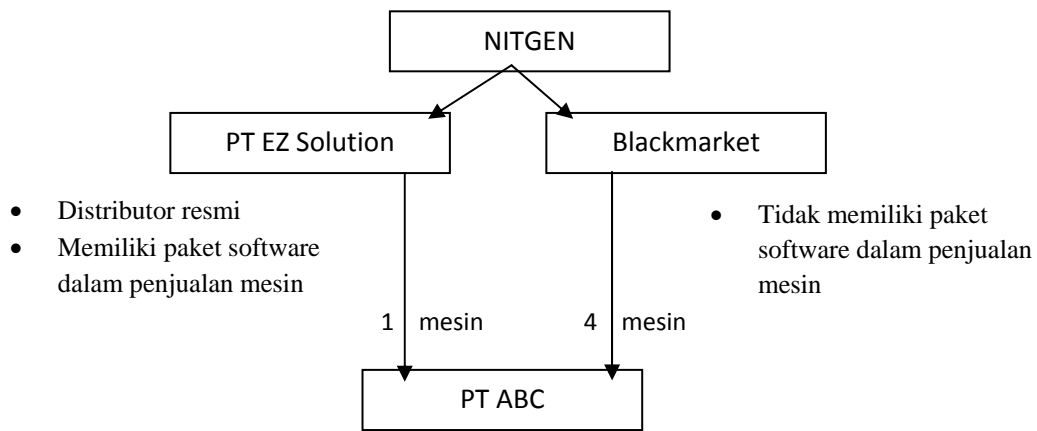 NITGEN
PT EZ Solution
Blackmarket
• Distributor resmi
• Memiliki paket software
dalam penjualan mesin
• Tidak memiliki paket
software dalam penjualan
mesin
1 mesin
4 mesin
PT ABC